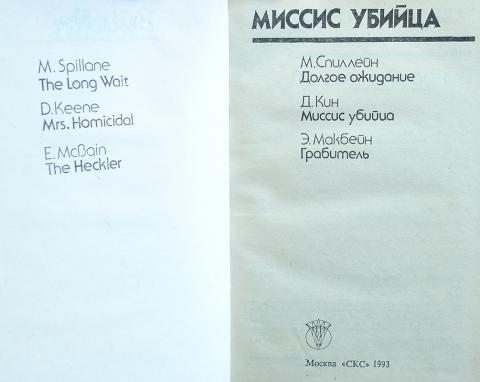 M. Spillane
The Long Wait
D. Keene
Mrs. Homicidal
E. McBain
The Heckler
МИССИС УБИЙЦА
М. Спиллейн
Долгое ожидание
Д. Кин
Миссис убийца
Э. Макбейн
Грабитель
Москва «СКС» 1993